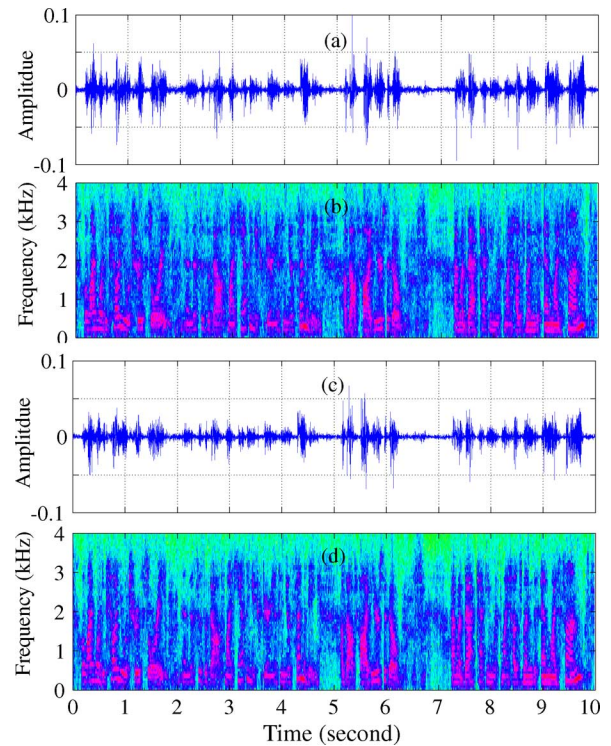 0.1
(a)
Amplitdue
0
-0.1
4
(b)
Frequency (kHz)
3
2
1
0
0.1
(c)
Amplitdue
0
-0.1
4
(d)
Frequency (kHz)
3
2
1
0
0 1 2 3 4 5 6 7 8 9 10
Time (second)